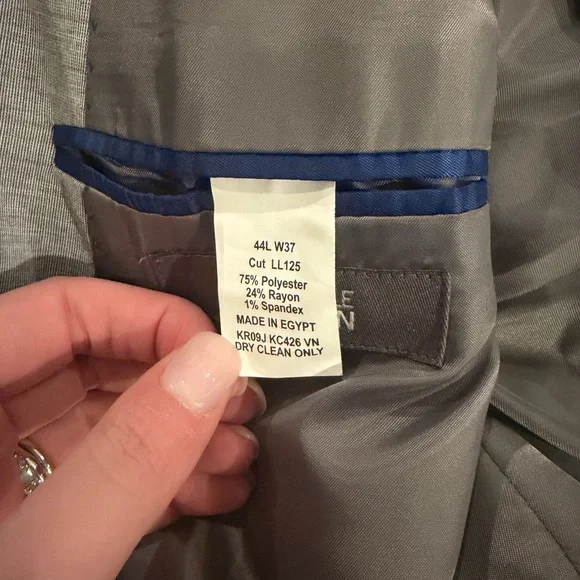 44L W37
Cut LL125
75% Polyester
24% Rayon
1% Spandex
MADE IN EGYPT
KR09J KC426 VN
DRY CLEAN ONLY
LE
N